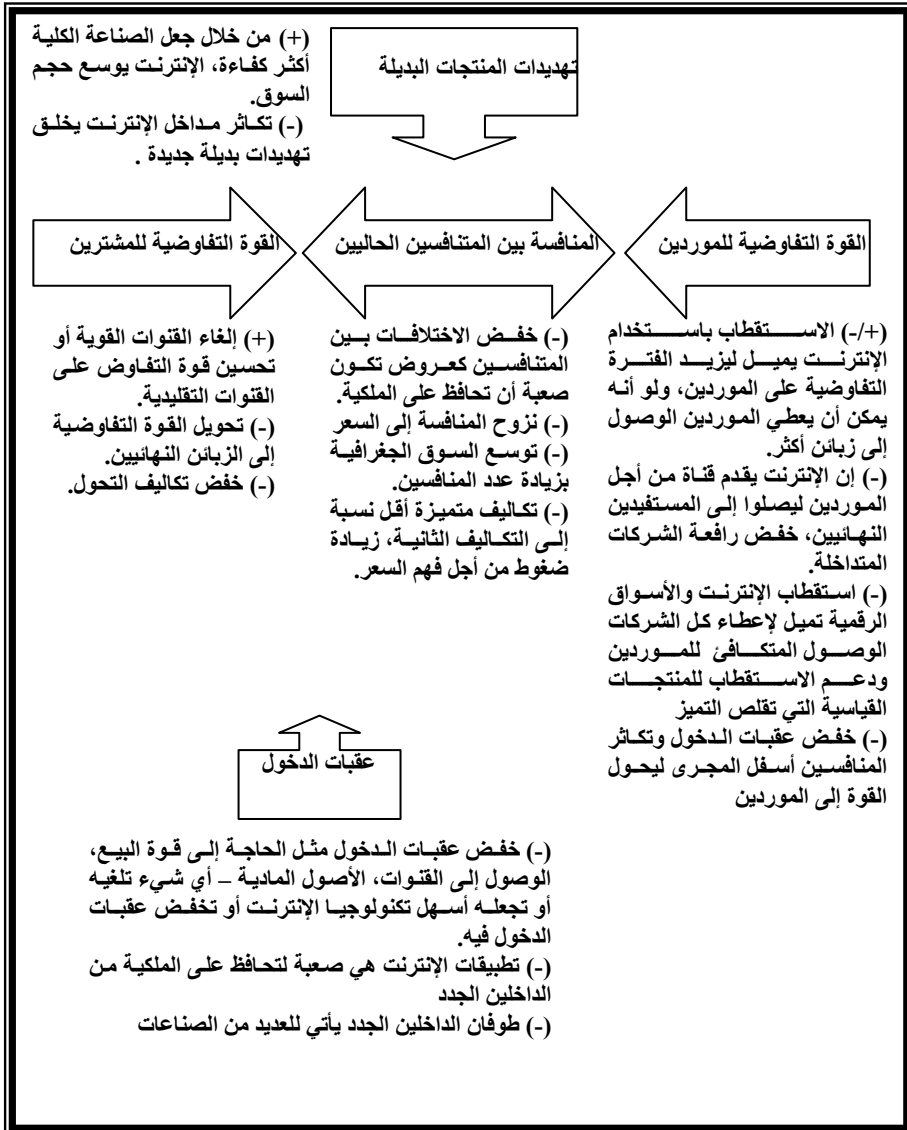 (+) من خلال جعل الصناعة الكلية
أكثر كفاءة، الإنترنت يوسع حجم
السوق.
(-) تكاثر مداخل الإنترنت يخلق
تهديدات بديلة جديدة .
تهديدات المنتجات البديلة
القوة التفاوضية للموردين
المنافسة بين المتنافسين الحاليين
القوة التفاوضية للمشترين
(+/-) الاستقطاب باستخدام
الإنترنت يميل ليزيد الفترة
التفاوضية على الموردين، ولو أنه
يمكن أن يعطي الموردين الوصول
إلى زبائن أكثر.
(-) إن الإنترنت يقدم قناة من أجل
الموردين ليصلوا إلى المستفيدين
النهائيين، خفض رافعة الشركات
المتداخلة.
(-) استقطاب الإنترنت والأسواق
الرقمية تميل لإعطاء كل الشركات
الوصول المتكافئ للموردين
ودعم الاستقطاب للمنتجات
القياسية التي تقلص التميز
(-) خفض عقبات الدخول وتكاثر
المنافسين أسفل المجرى ليحول
القوة إلى الموردين
(-) خفض الاختلافات بين
المتنافسين كعروض تكون
صعبة أن تحافظ على الملكية.
(-) نزوح المنافسة إلى السعر
(-) توسع السوق الجغرافية
بزيادة عدد المنافسين.
(-) تكاليف متميزة أقل نسبة
إلى التكاليف الثانية، زيادة
ضغوط من أجل فهم السعر.
(+) إلغاء القنوات القوية أو
تحسين قوة التفاوض على
القنوات التقليدية.
(-) تحويل القوة التفاوضية
إلى الزبائن النهائيين.
(-) خفض تكاليف التحول.
عقبات الدخول
(-) خفض عقبات الدخول مثل الحاجة إلى قوة البيع،
الوصول إلى القنوات، الأصول المادية – أي شيء تلغيه
أو تجعله أسهل تكنولوجيا الإنترنت أو تخفض عقبات
الدخول فيه.
(-) تطبيقات الإنترنت هي صعبة لتحافظ على الملكية من
الداخلين الجدد
(-) طوفان الداخلين الجدد يأتي للعديد من الصناعات